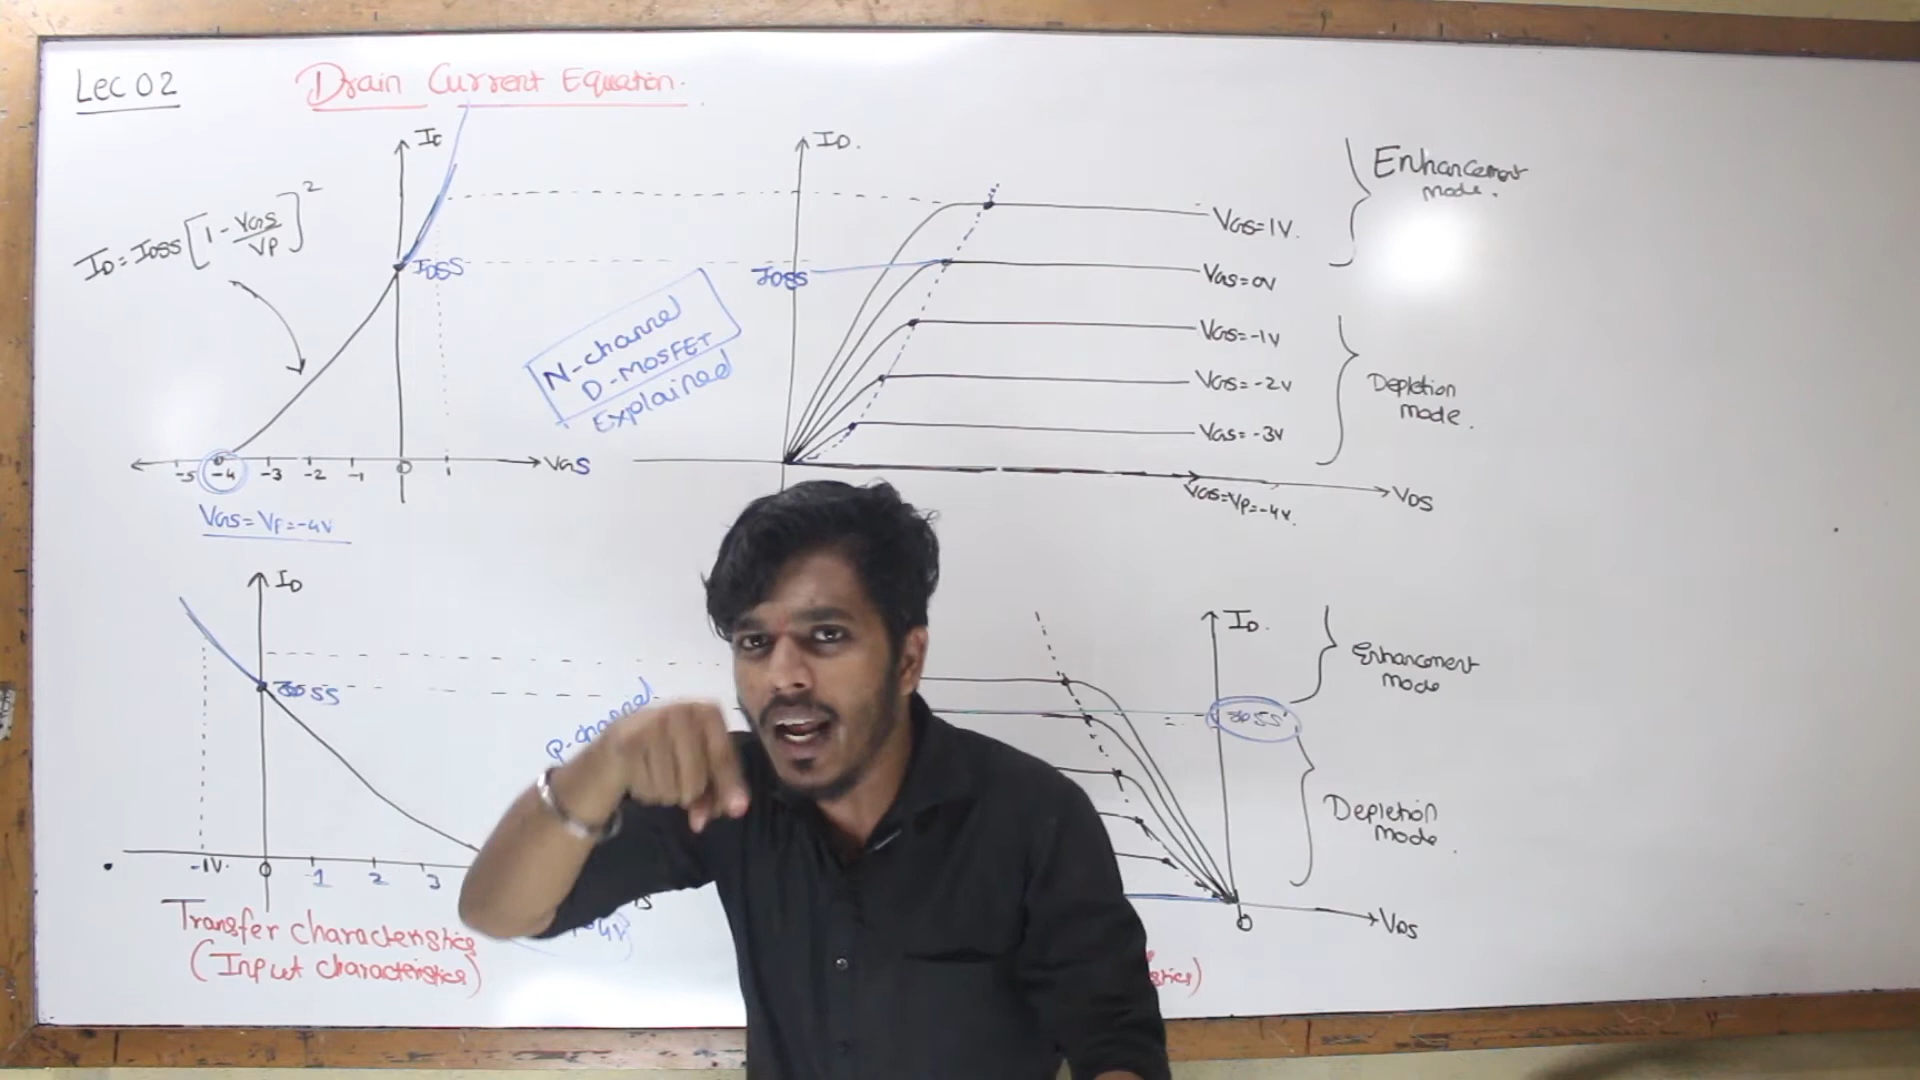 Lec 02
Drain Current Equation.
ID = IDSS [1 - VGS/VP]²
ID
IDSS
-5 -4 -3 -2 -1 0 1
VGS
VGS = VP = -4V
N-channel
D-MOSFET
Explained
ID.
IDSS
VGS=1V.
VGS=0V
VGS=-1V
VGS=-2V
VGS=-3V
VGS=VP=-4V.
VDS
Enhancement
mode.
Depletion
mode.
ID
IDSS
-1V. 0 1 2 3
P-channel
4V)
Transfer characteristics
(Input characteristics)
ID.
IDSS
0
VDS
Enhancement
mode
Depletion
mode.
stics)